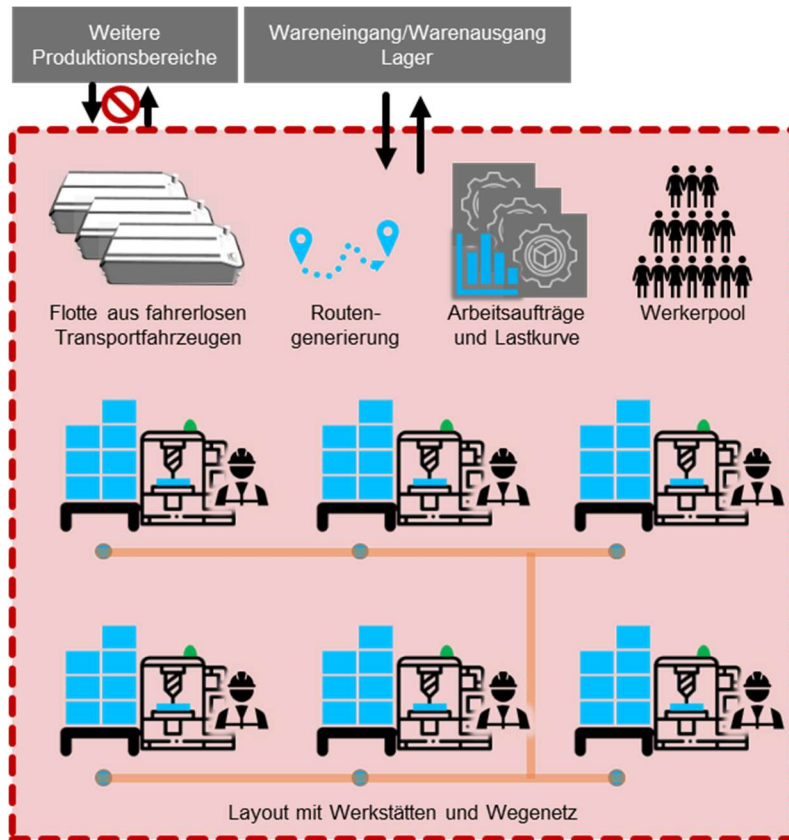 Weitere
Produktionsbereiche
Wareneingang/Warenausgang
Lager
Flotte aus fahrerlosen
Transportfahrzeugen
Routen-
generierung
Arbeitsaufträge
und Lastkurve
Werkerpool
Layout mit Werkstätten und Wegenetz